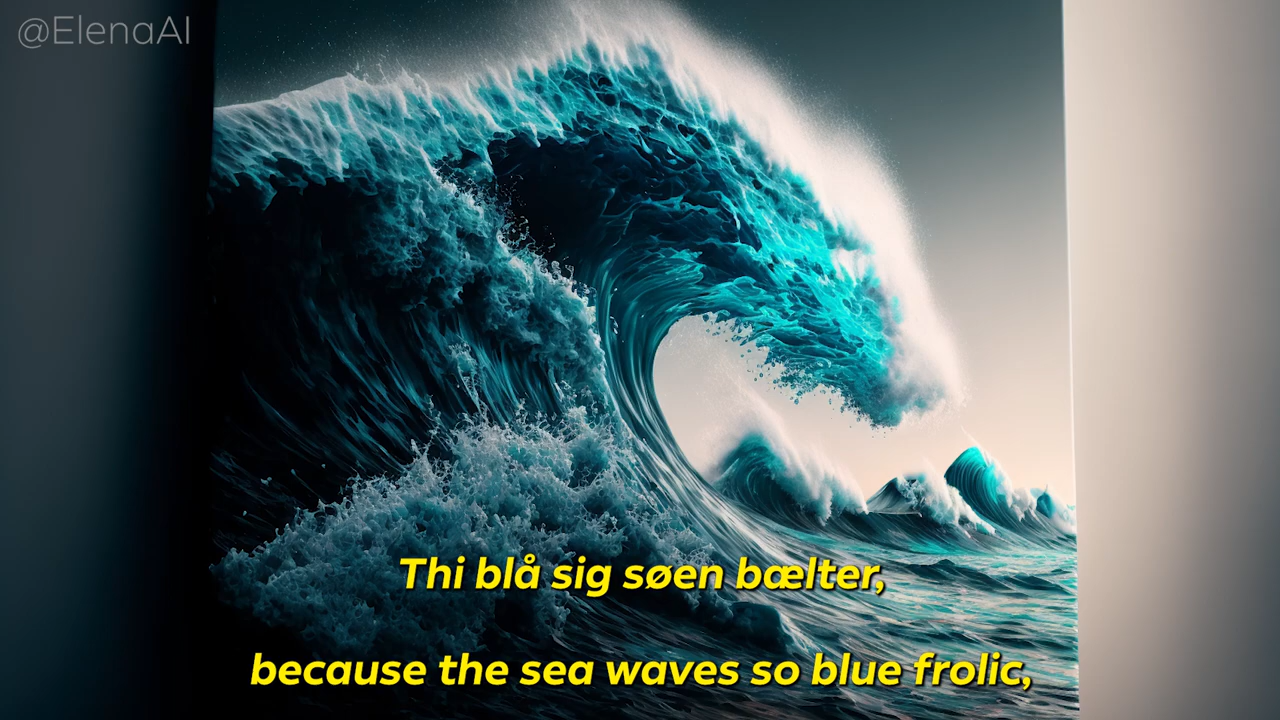 @ElenaAI
Thi blå sig søen bælter,
because the sea waves so blue frolic,